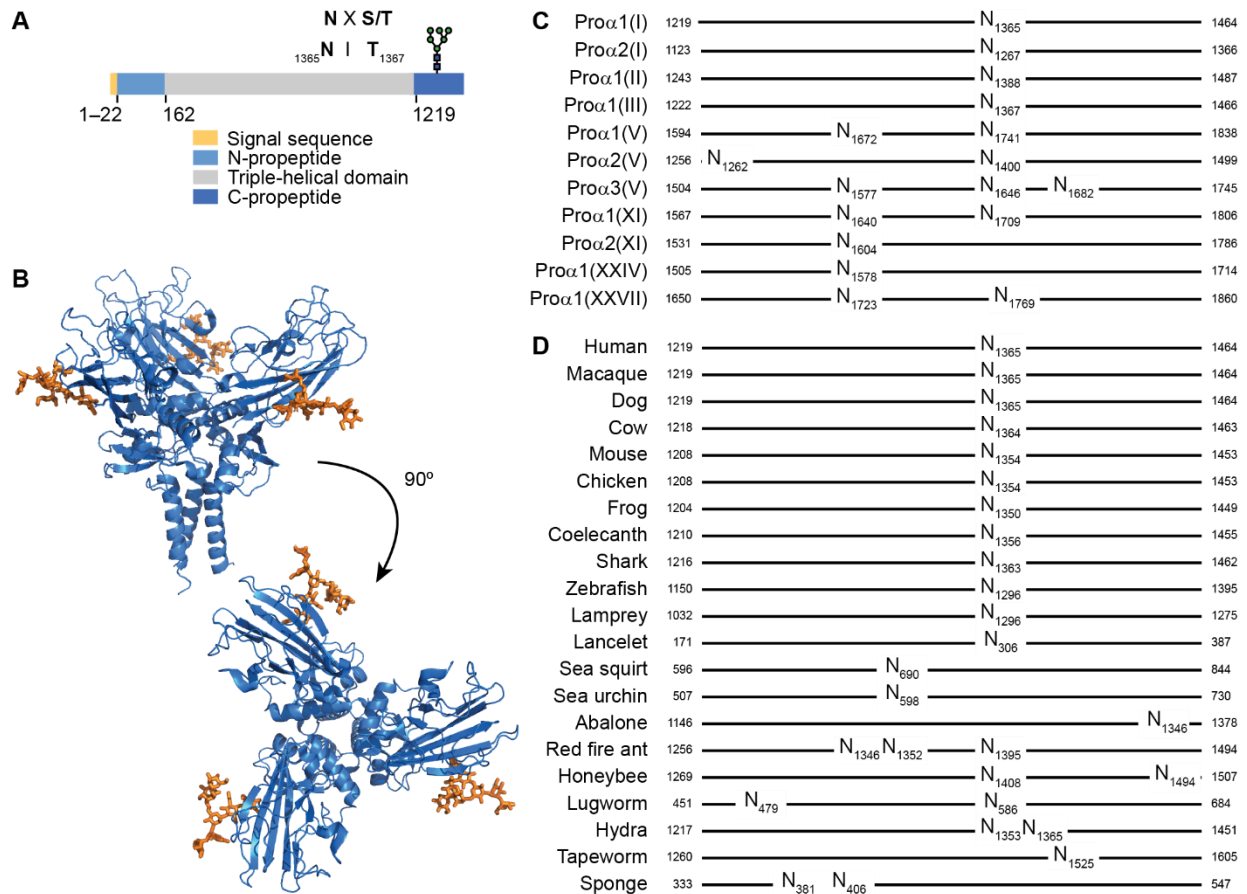 A
N X S/T
1365N I T1367
1–22 162 1219
Signal sequence
N-propeptide
Triple-helical domain
C-propeptide
B
90º
C
Proα1(I) 1219 N1365 1464
Proα2(I) 1123 N1267 1366
Proα1(II) 1243 N1388 1487
Proα1(III) 1222 N1367 1466
Proα1(V) 1594 N1672 N1741 1838
Proα2(V) 1256 N1262 N1400 1499
Proα3(V) 1504 N1577 N1646 N1682 1745
Proα1(XI) 1567 N1640 N1709 1806
Proα2(XI) 1531 N1604 1786
Proα1(XXIV) 1505 N1578 1714
Proα1(XXVII) 1650 N1723 N1769 1860
D
Human 1219 N1365 1464
Macaque 1219 N1365 1464
Dog 1219 N1365 1464
Cow 1218 N1364 1463
Mouse 1208 N1354 1453
Chicken 1208 N1354 1453
Frog 1204 N1350 1449
Coelecanth 1210 N1356 1455
Shark 1216 N1363 1462
Zebrafish 1150 N1296 1395
Lamprey 1032 N1296 1275
Lancelet 171 N306 387
Sea squirt 596 N690 844
Sea urchin 507 N598 730
Abalone 1146 N1346 1378
Red fire ant 1256 N1346 N1352 N1395 1494
Honeybee 1269 N1408 N1494 1507
Lugworm 451 N479 N586 684
Hydra 1217 N1353 N1365 1451
Tapeworm 1260 N1525 1605
Sponge 333 N381 N406 547